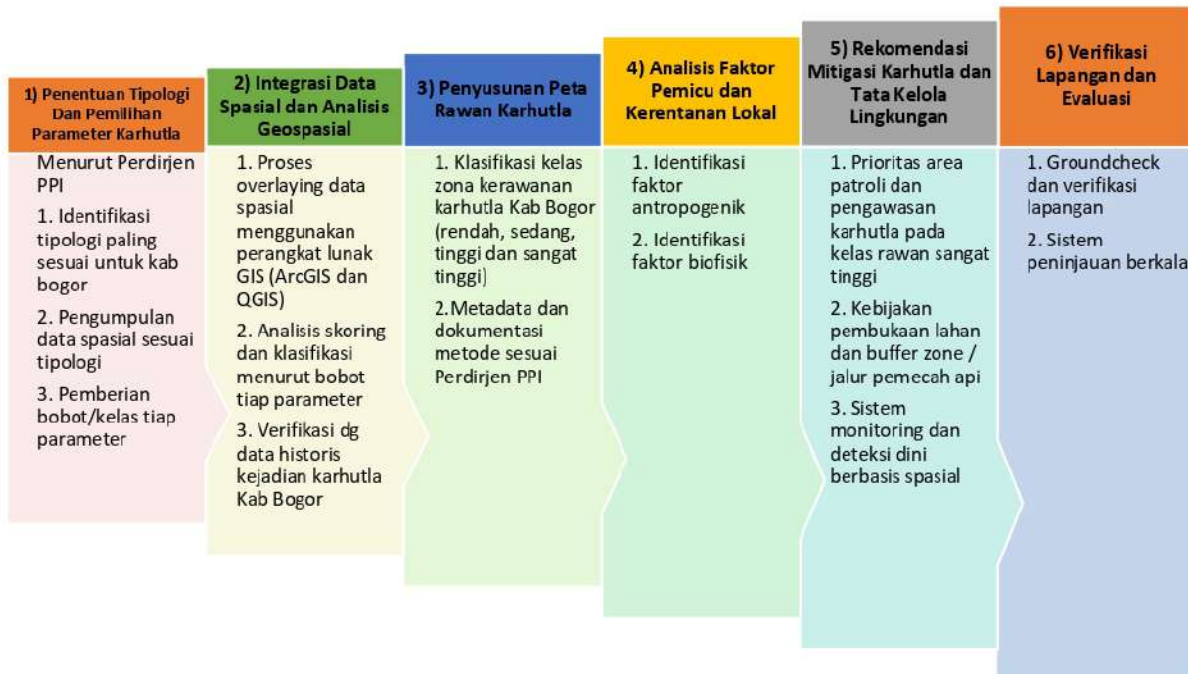 1) Penentuan Tipologi
Dan Pemilihan
Parameter Karhutla
Menurut Perdirjen
PPI
1. Identifikasi
tipologi paling
sesuai untuk kab
bogor
2. Pengumpulan
data spasial sesuai
tipologi
3. Pemberian
bobot/kelas tiap
parameter
2) Integrasi Data
Spasial dan Analisis
Geospasial
1. Proses
overlaying data
spasial
menggunakan
perangkat lunak
GIS (ArcGIS dan
QGIS)
2. Analisis skoring
dan klasifikasi
menurut bobot
tiap parameter
3. Verifikasi dg
data historis
kejadian karhutla
Kab Bogor
3) Penyusunan Peta
Rawan Karhutla
1. Klasifikasi kelas
zona kerawanan
karhutla Kab Bogor
(rendah, sedang,
tinggi dan sangat
tinggi)
2.Metadata dan
dokumentasi
metode sesuai
Perdirjen PPI
4) Analisis Faktor
Pemicu dan
Kerentanan Lokal
1. Identifikasi
faktor
antropogenik
2. Identifikasi
faktor biofisik
5) Rekomendasi
Mitigasi Karhutla dan
Tata Kelola
Lingkungan
1. Prioritas area
patroli dan
pengawasan
karhutla pada
kelas rawan sangat
tinggi
2. Kebijakan
pembukaan lahan
dan buffer zone /
jalur pemecah api
3. Sistem
monitoring dan
deteksi dini
berbasis spasial
6) Verifikasi
Lapangan dan
Evaluasi
1. Groundcheck
dan verifikasi
lapangan
2. Sistem
peninjauan berkala